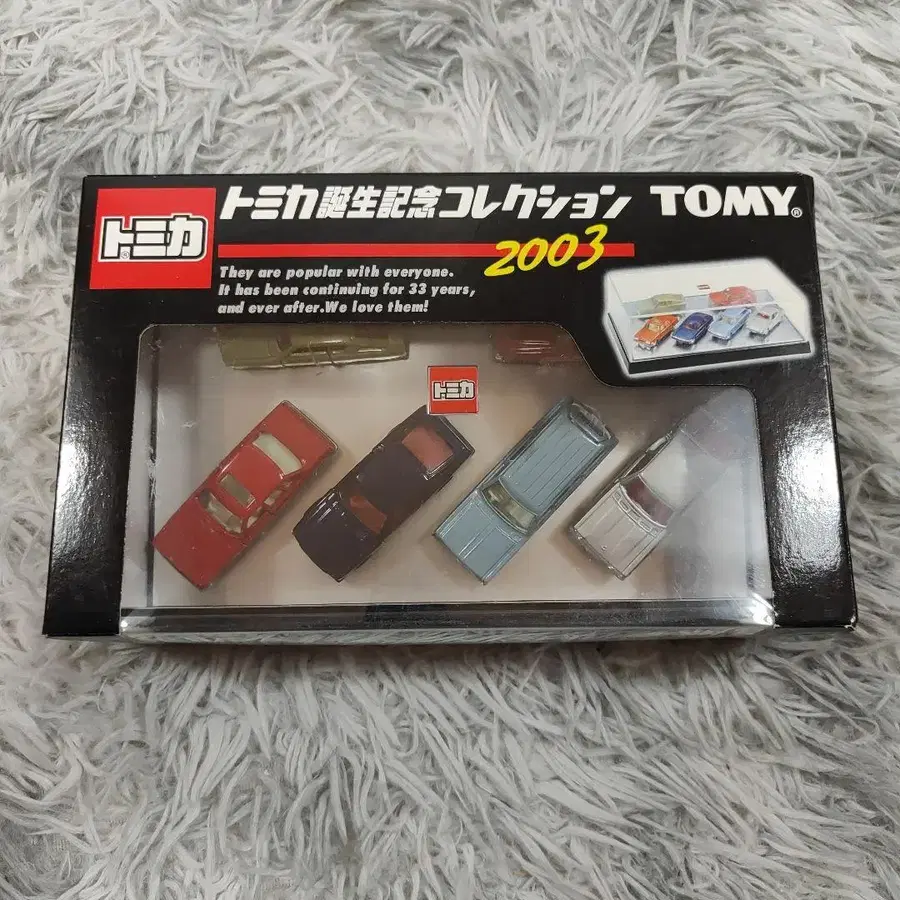 トミカ
トミカ誕生記念コレクション TOMY®
2003
They are popular with everyone.
It has been continuing for 33 years,
and ever after.We love them!
トミカ